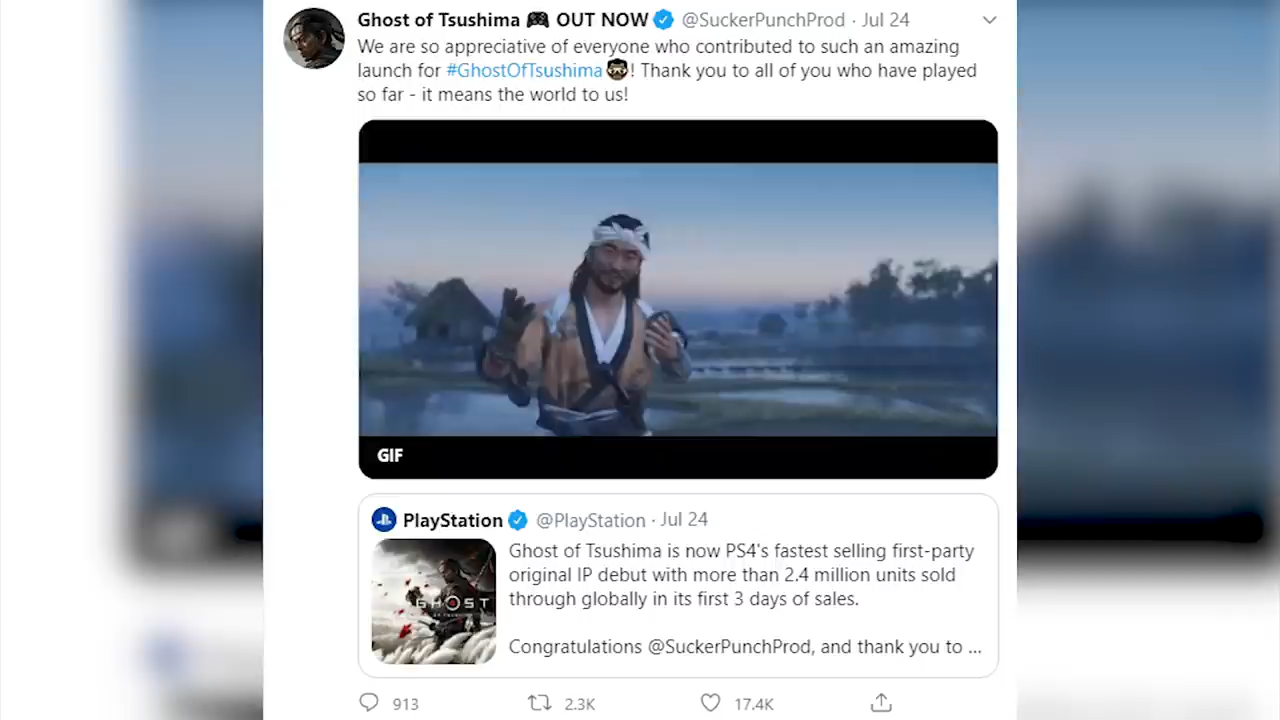 Ghost of Tsushima 🎮 OUT NOW @SuckerPunchProd · Jul 24
We are so appreciative of everyone who contributed to such an amazing
launch for #GhostOfTsushima! Thank you to all of you who have played
so far - it means the world to us!
GIF
PlayStation @PlayStation · Jul 24
Ghost of Tsushima is now PS4's fastest selling first-party
original IP debut with more than 2.4 million units sold
through globally in its first 3 days of sales.
Congratulations @SuckerPunchProd, and thank you to ...
GHOST
913 2.3K 17.4K